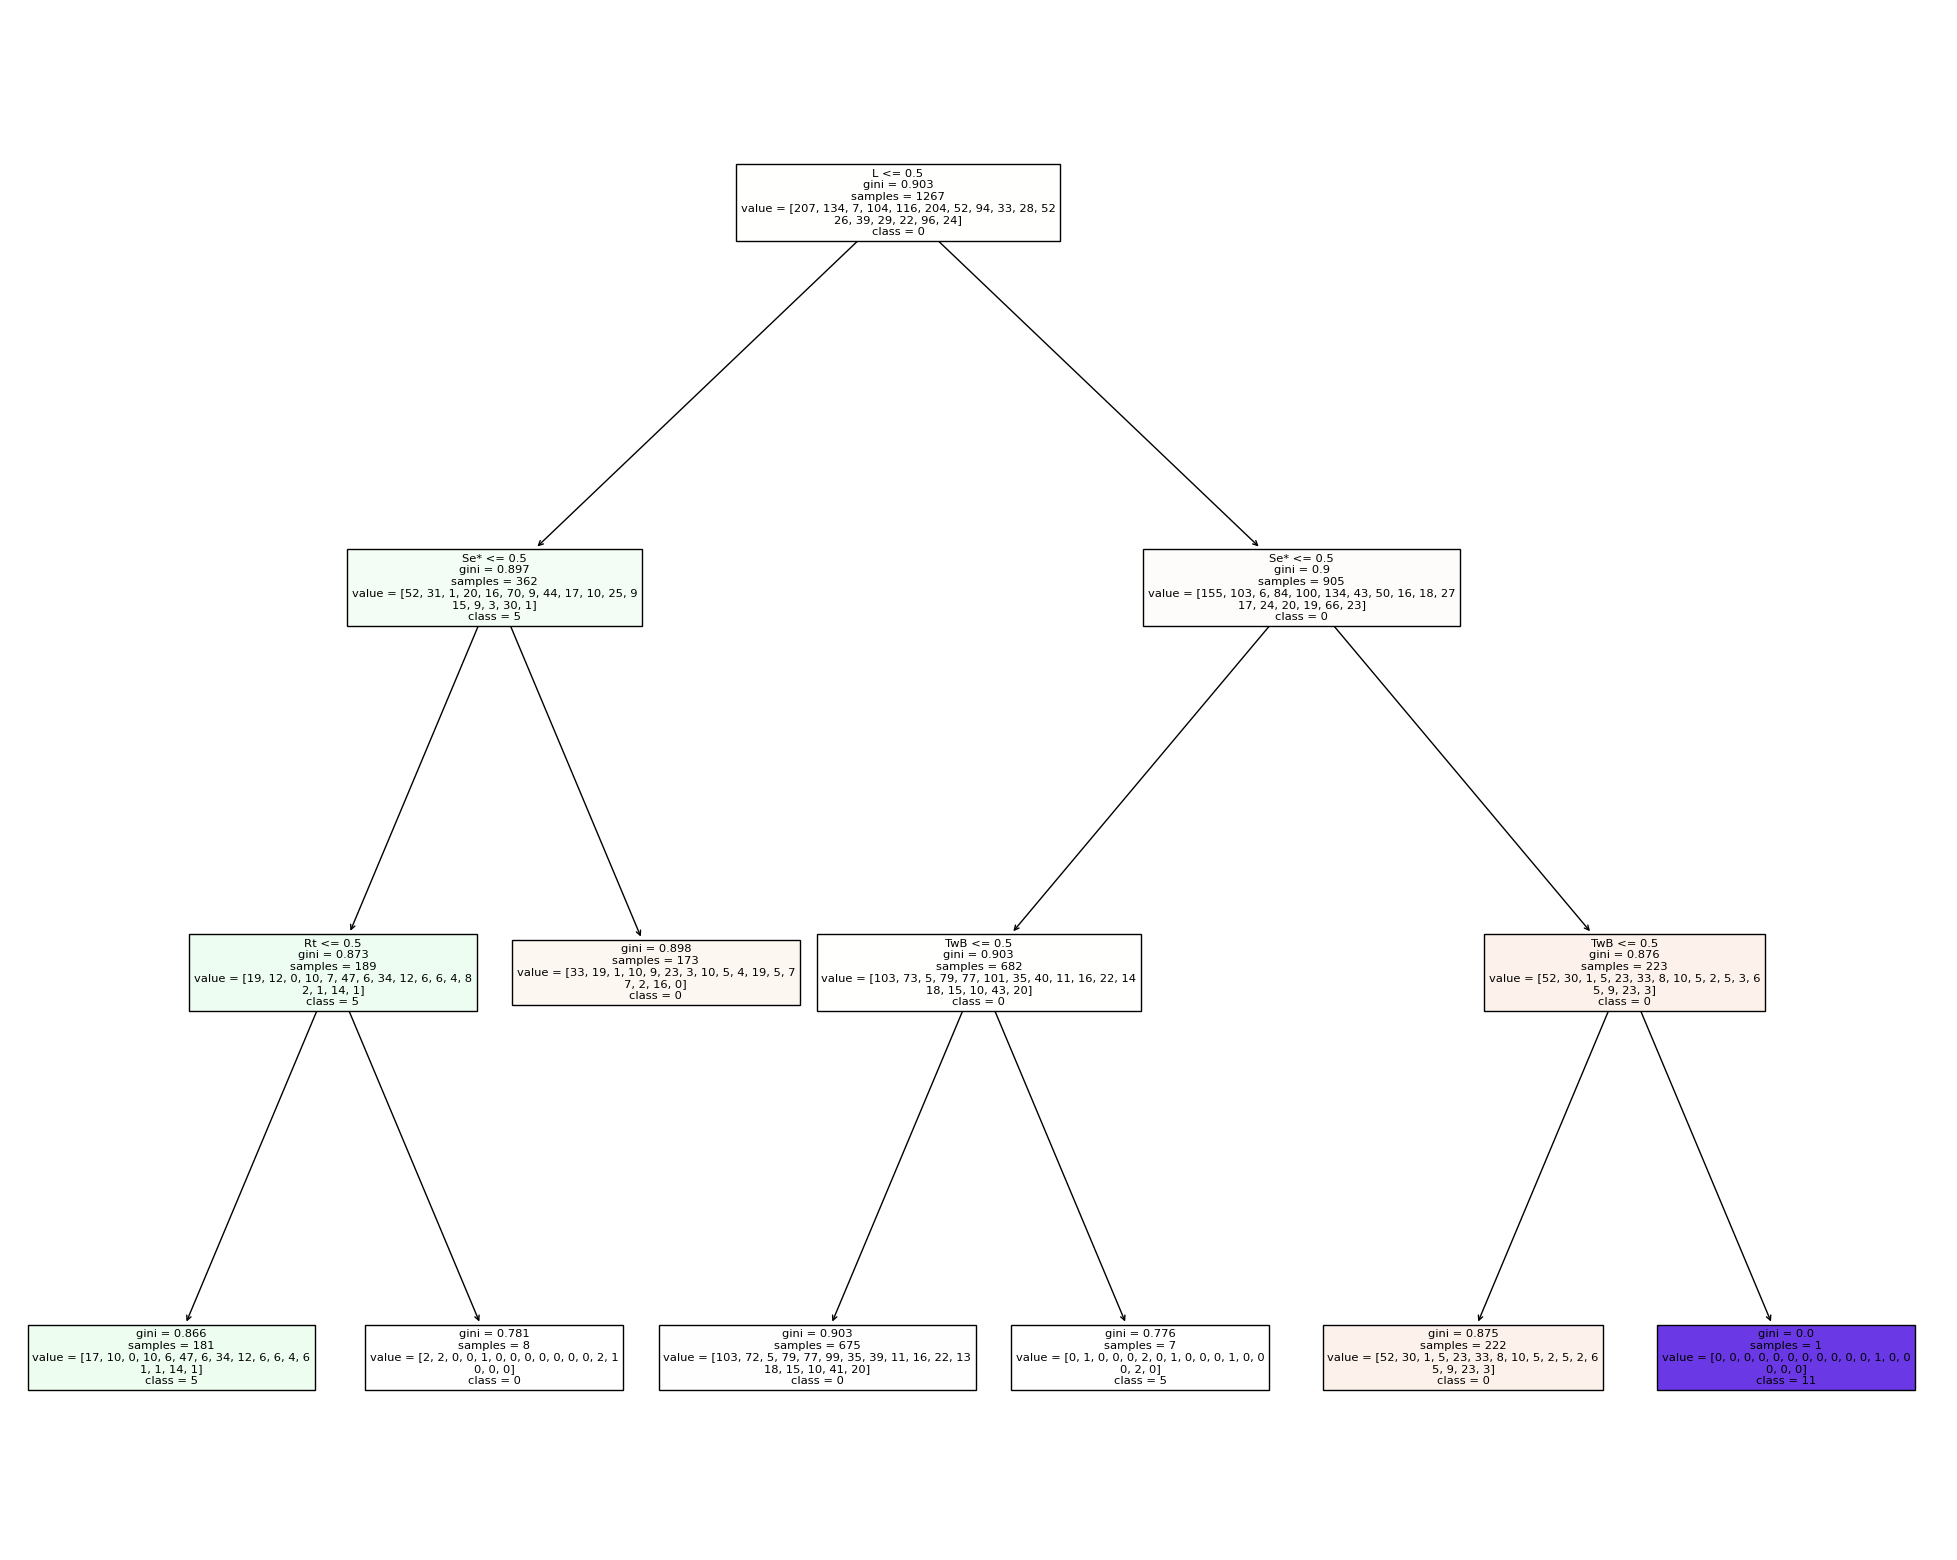 L <= 0.5
gini = 0.903
samples = 1267
value = [207, 134, 7, 104, 116, 204, 52, 94, 33, 28, 52
26, 39, 29, 22, 96, 24]
class = 0
Se* <= 0.5
gini = 0.897
samples = 362
value = [52, 31, 1, 20, 16, 70, 9, 44, 17, 10, 25, 9
15, 9, 3, 30, 1]
class = 5
Se* <= 0.5
gini = 0.9
samples = 905
value = [155, 103, 6, 84, 100, 134, 43, 50, 16, 18, 27
17, 24, 20, 19, 66, 23]
class = 0
Rt <= 0.5
gini = 0.873
samples = 189
value = [19, 12, 0, 10, 7, 47, 6, 34, 12, 6, 6, 4, 8
2, 1, 14, 1]
class = 5
gini = 0.898
samples = 173
value = [33, 19, 1, 10, 9, 23, 3, 10, 5, 4, 19, 5, 7
7, 2, 16, 0]
class = 0
TwB <= 0.5
gini = 0.903
samples = 682
value = [103, 73, 5, 79, 77, 101, 35, 40, 11, 16, 22, 14
18, 15, 10, 43, 20]
class = 0
TwB <= 0.5
gini = 0.876
samples = 223
value = [52, 30, 1, 5, 23, 33, 8, 10, 5, 2, 5, 3, 6
5, 9, 23, 3]
class = 0
gini = 0.866
samples = 181
value = [17, 10, 0, 10, 6, 47, 6, 34, 12, 6, 6, 4, 6
1, 1, 14, 1]
class = 5
gini = 0.781
samples = 8
value = [2, 2, 0, 0, 1, 0, 0, 0, 0, 0, 0, 0, 2, 1
0, 0, 0]
class = 0
gini = 0.903
samples = 675
value = [103, 72, 5, 79, 77, 99, 35, 39, 11, 16, 22, 13
18, 15, 10, 41, 20]
class = 0
gini = 0.776
samples = 7
value = [0, 1, 0, 0, 0, 2, 0, 1, 0, 0, 0, 1, 0, 0
0, 2, 0]
class = 5
gini = 0.875
samples = 222
value = [52, 30, 1, 5, 23, 33, 8, 10, 5, 2, 5, 2, 6
5, 9, 23, 3]
class = 0
gini = 0.0
samples = 1
value = [0, 0, 0, 0, 0, 0, 0, 0, 0, 0, 0, 1, 0, 0
0, 0, 0]
class = 11